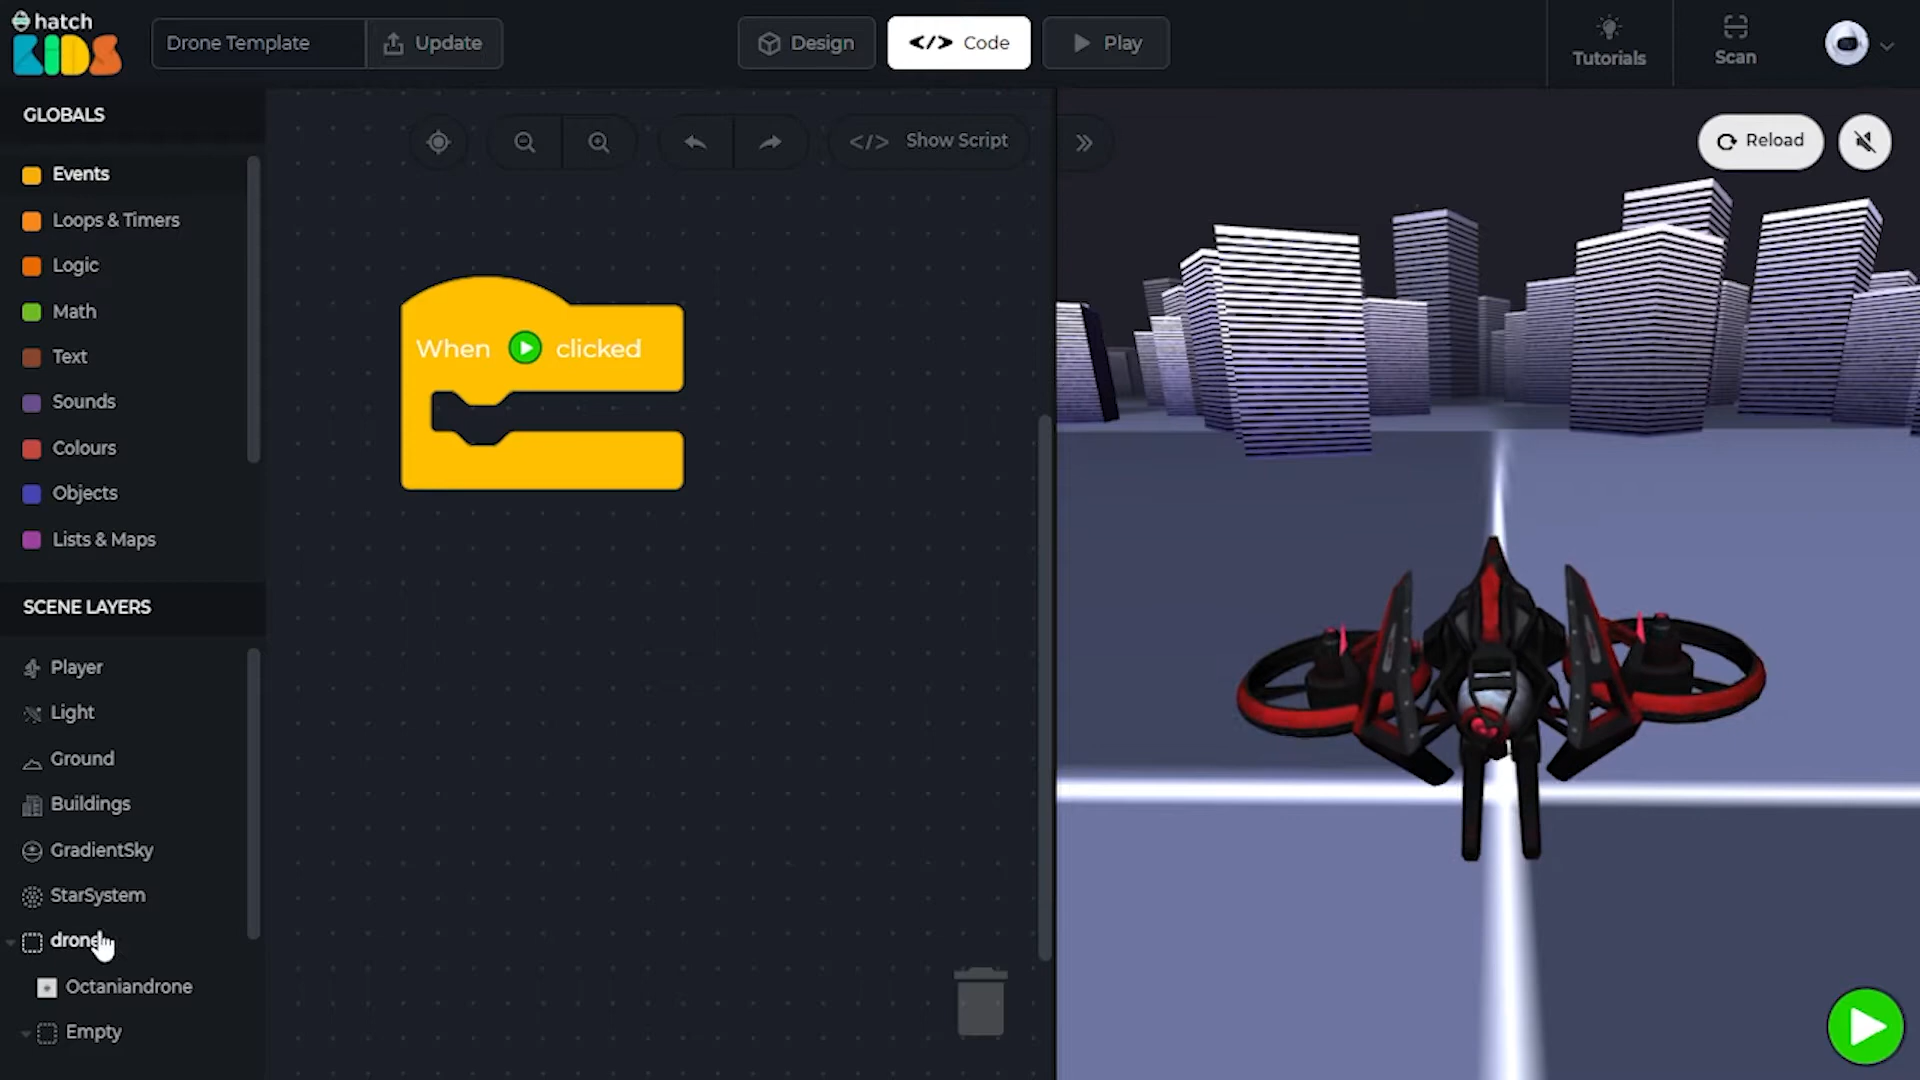 hatch
KIDS
Drone Template
Update
Design
</> Code
Play
Tutorials
Scan
GLOBALS
Events
Loops & Timers
Logic
Math
Text
Sounds
Colours
Objects
Lists & Maps
</> Show Script
Reload
When clicked
SCENE LAYERS
Player
Light
Ground
Buildings
GradientSky
StarSystem
drone
Octaniandrone
Empty